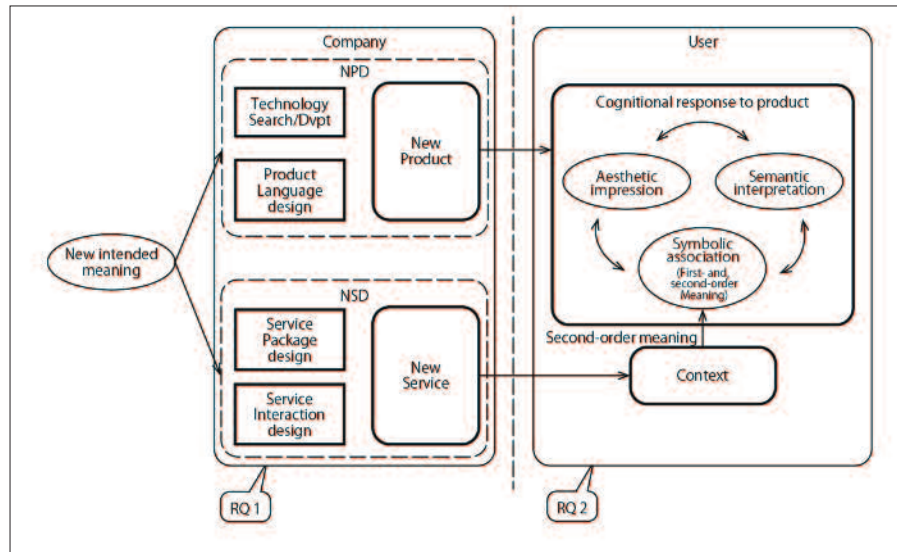 Company
User
NPD
Technology
Search/Dvpt
New
Product
Product
Language
design
Cognitional response to product
Aesthetic
impression
Semantic
interpretation
Symbolic
association
(First- and
second-order
Meaning)
New intended
meaning
NSD
Service
Package
design
New
Service
Service
Interaction
design
Second-order meaning
Context
RQ 1
RQ 2